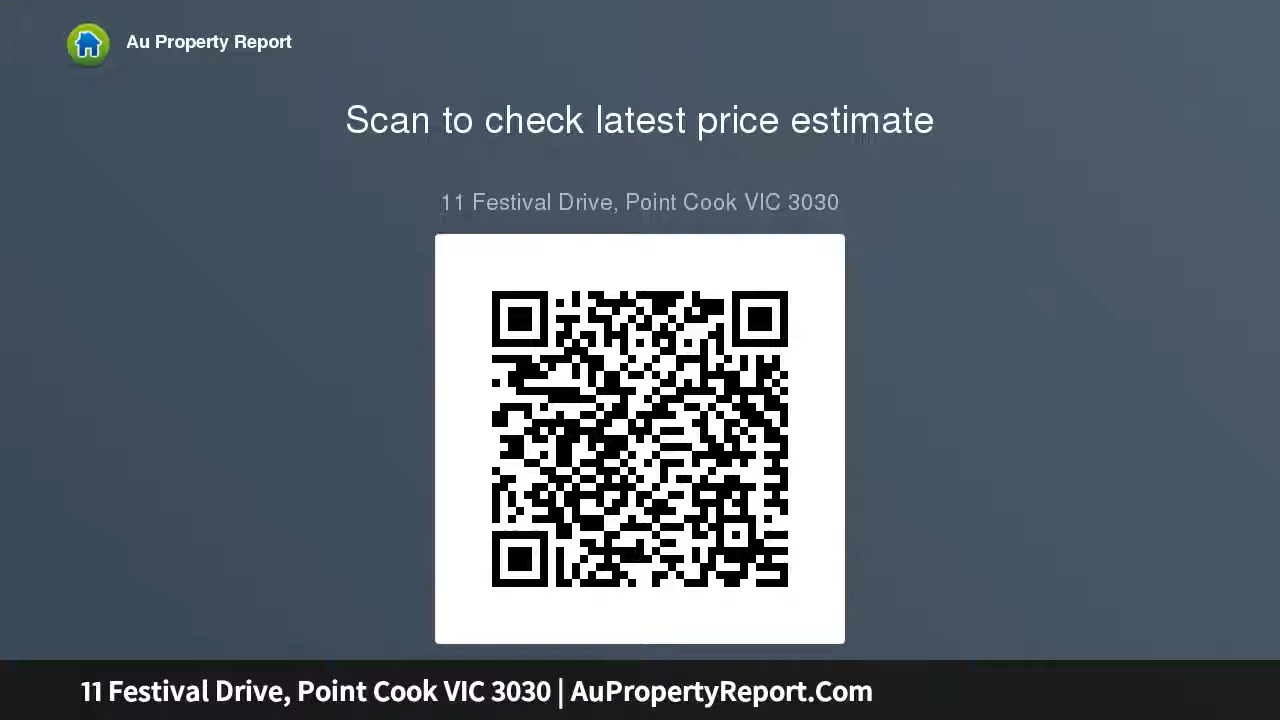 Au Property Report
Scan to check latest price estimate
11 Festival Drive, Point Cook VIC 3030
11 Festival Drive, Point Cook VIC 3030 | AuPropertyReport.Com